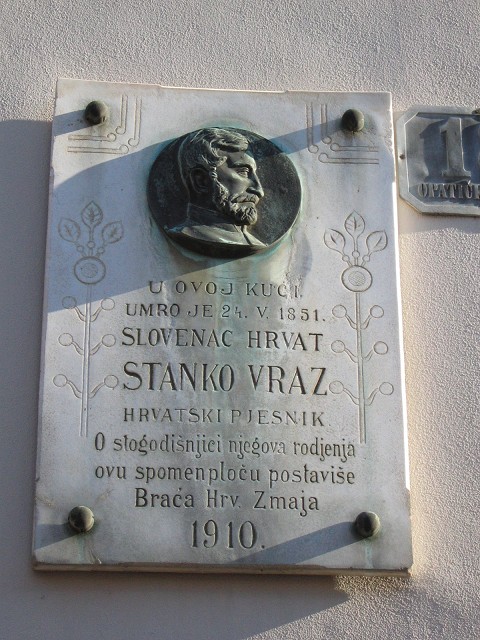 U OVOJ KUĆI
UMRO JE 24. V. 1851.
SLOVENAC HRVAT
STANKO VRAZ
HRVATSKI PJESNIK.
O stogodišnjici njegova rodjenja
ovu spomenploču postaviše
Braća Hrv. Zmaja
1910.
1